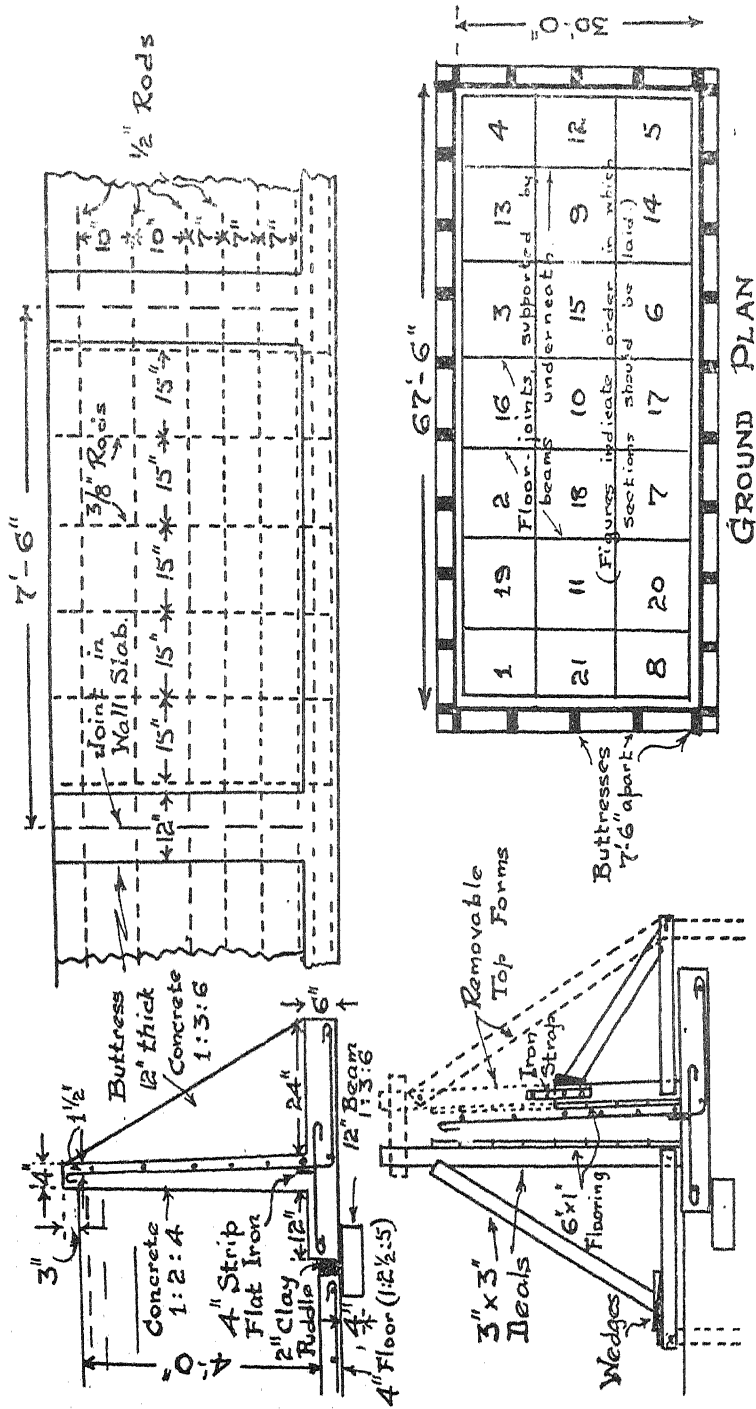 7'-6"
Joint in
Wall Slab.
3/8" Rods
1/2" Rods
12"
15"
15"
15"
15"
15"
10"
10"
7"
7"
7"
Buttress
12" thick
Concrete
1:3:6
4"
1½"
3"
Concrete
1:2:4
4'-0"
4" Strip
Flat Iron
2" Clay
Puddle
12"
24"
6"
12" Beam
1:3:6
4"
4" Floor (1:2½:5)
Removable
Top Forms
Iron
Strap
3" x 3"
Deals
6"x1"
Flooring
Wedges
67'-6"
30'-0"
1 19 2 16 3 13 4
Floor joints supported by
beams underneath
21 11 18 10 15 9 12
(Figures indicate order in which
sections should be laid.)
8 20 7 17 6 14 5
Buttresses
7'-6" apart
GROUND PLAN